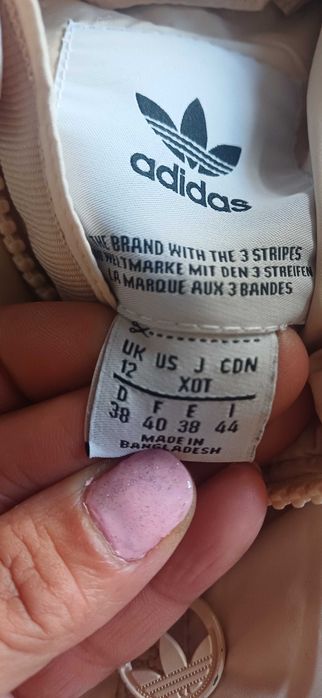 adidas
THE BRAND WITH THE 3 STRIPES
WELTMARKE MIT DEN 3 STREIFEN
LA MARQUE AUX 3 BANDES
UK US J CDN
12 XOT
D F E I
38 40 38 44
MADE IN
BANGLADESH